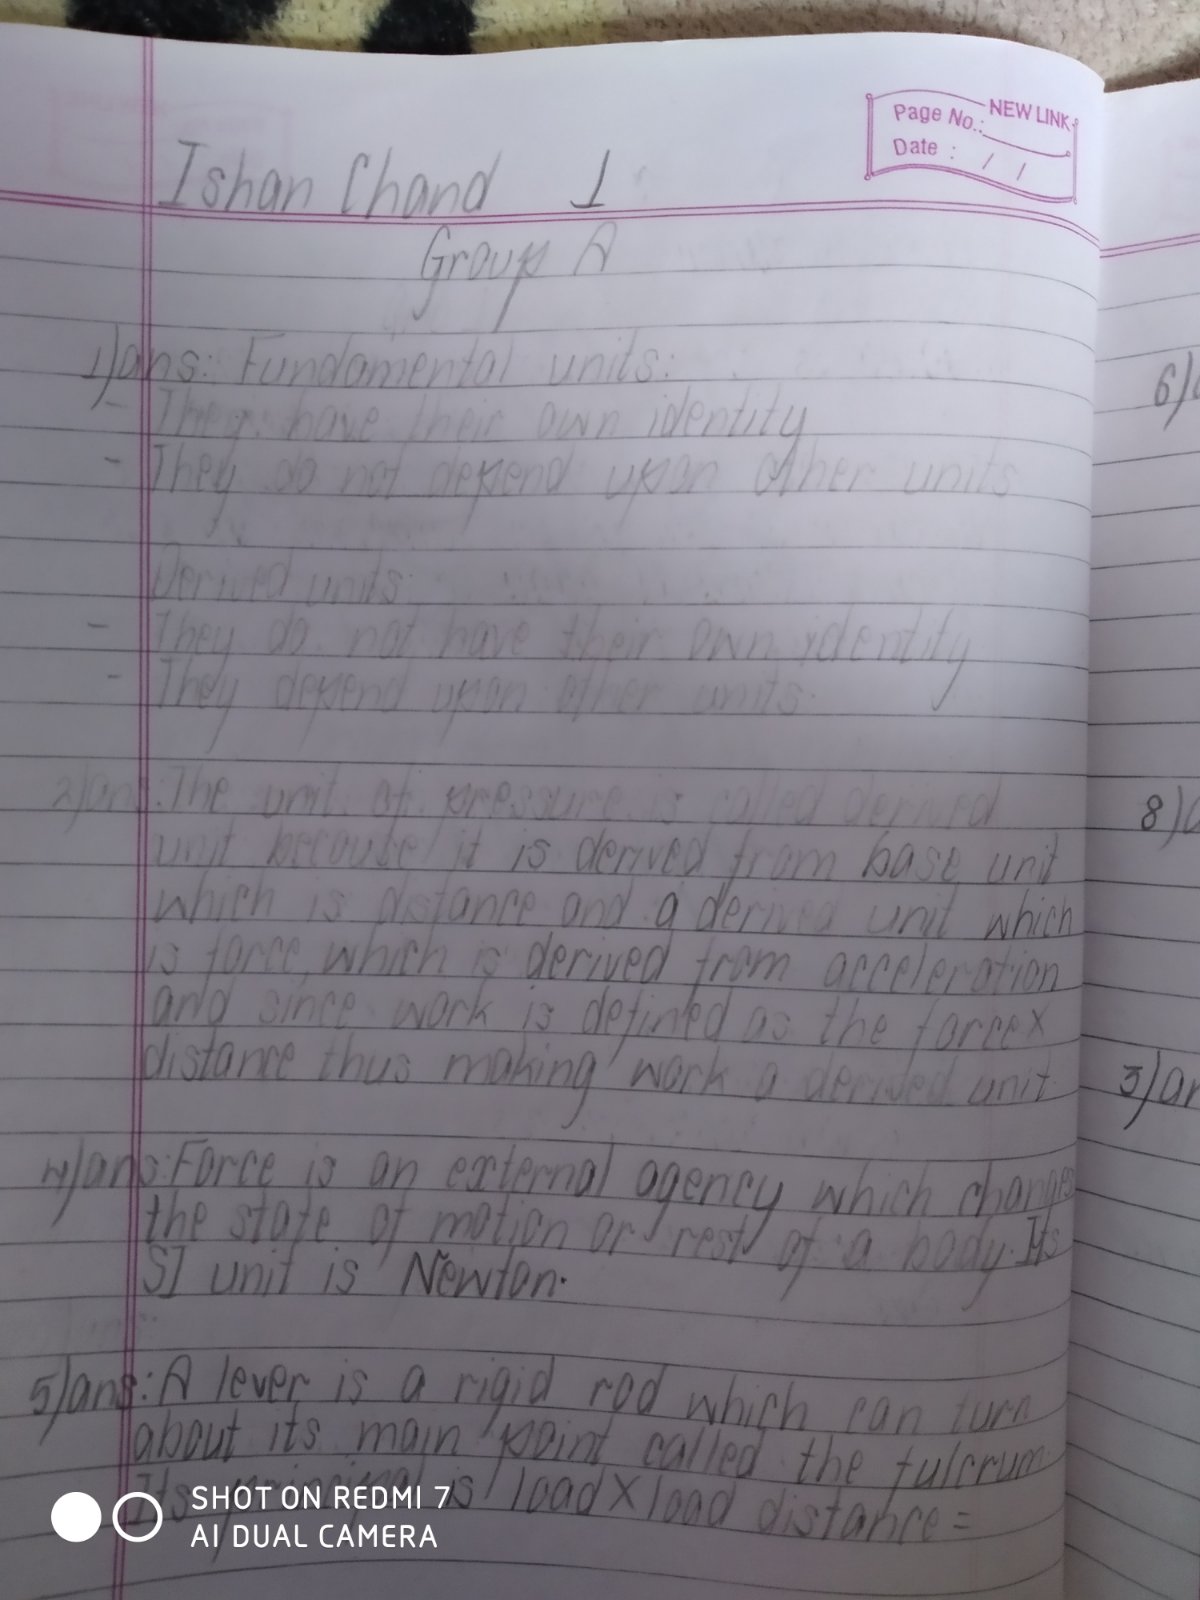 NEW LINK
Page No.:
Date : / /
Ishan Chand 1
Group A
1)ans: Fundamental units:
- They have their own identity
- They do not depend upon other units
Derived units:
- They do not have their own identity
- They depend upon other units.
2)ans: The unit of pressure is called derived
unit because it is derived from base unit
which is distance and a derived unit which
is force, which is derived from acceleration
and since work is defined as the force x
distance thus making work a derived unit.
4)ans: Force is an external agency which changes
the state of motion or rest of a body. Its
SI unit is Newton.
5)ans: A lever is a rigid rod which can turn
about its main point called the fulcrum.
Its principal is load X load distance =
6)
8)
3)an
SHOT ON REDMI 7
AI DUAL CAMERA